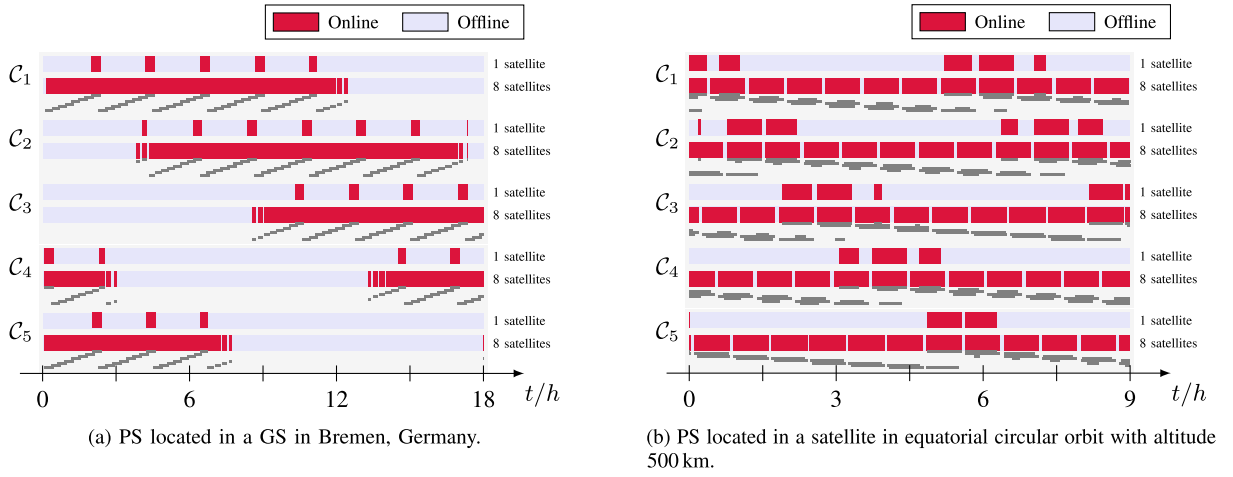 Online Offline
C1 1 satellite
8 satellites
C2 1 satellite
8 satellites
C3 1 satellite
8 satellites
C4 1 satellite
8 satellites
C5 1 satellite
8 satellites
0 6 12 18 t/h
(a) PS located in a GS in Bremen, Germany.
Online Offline
C1 1 satellite
8 satellites
C2 1 satellite
8 satellites
C3 1 satellite
8 satellites
C4 1 satellite
8 satellites
C5 1 satellite
8 satellites
0 3 6 9 t/h
(b) PS located in a satellite in equatorial circular orbit with altitude
500 km.